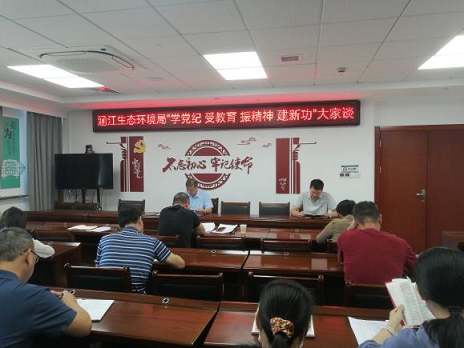 涵江生态环境局“学党纪 受教育 振精神 建新功”大家谈
不忘初心 牢记使命